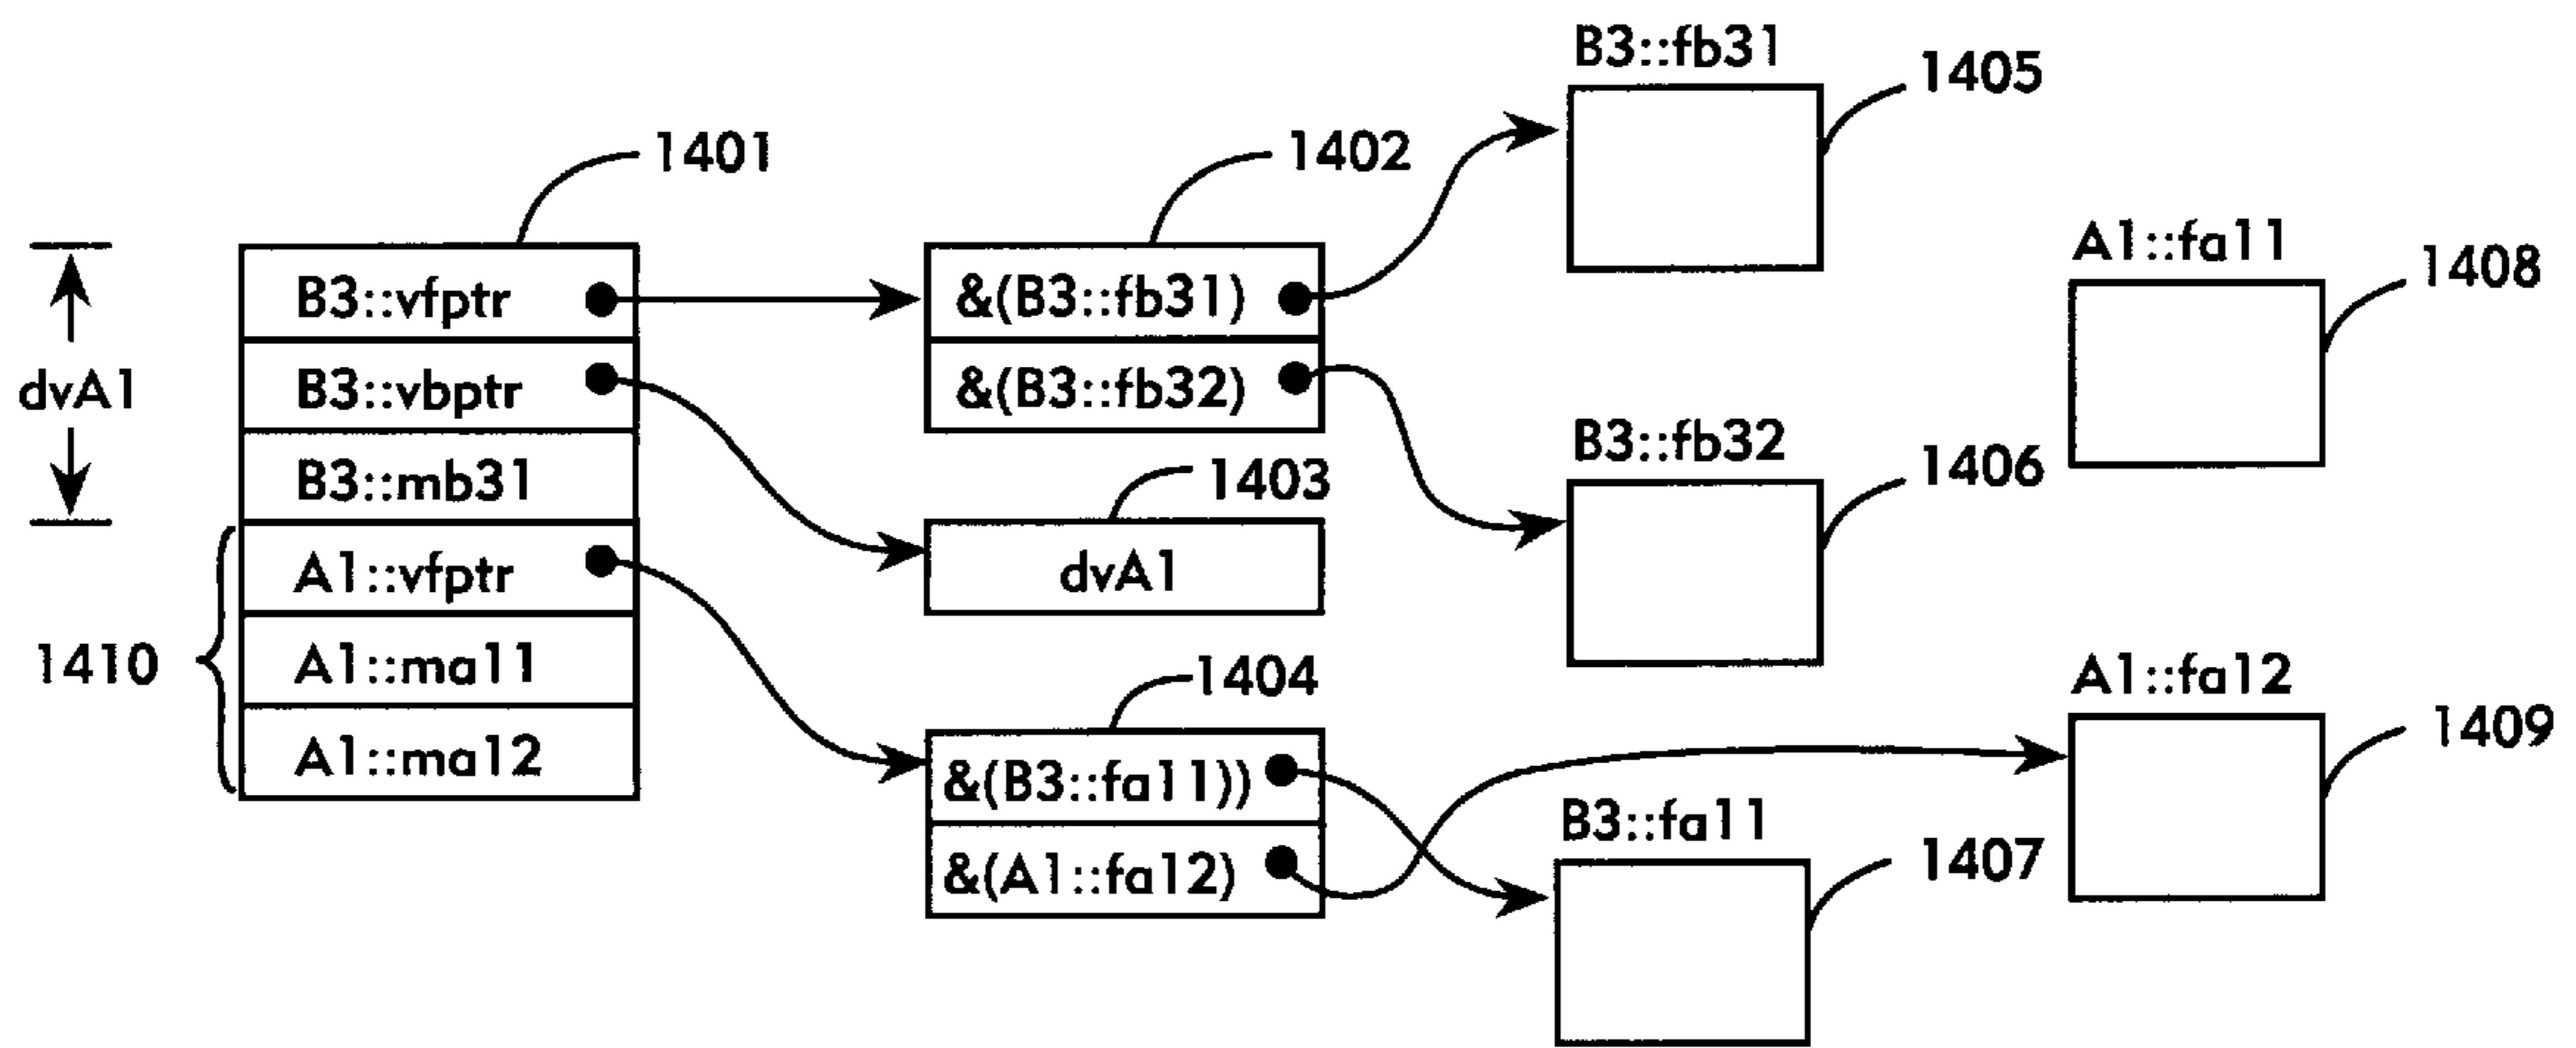 B3::fb31
1405
1401
1402
A1::fa11
1408
B3::vfptr
&(B3::fb31)
dvA1
B3::vbptr
&(B3::fb32)
B3::fb32
1406
B3::mb31
1403
A1::vfptr
dvA1
1410
A1::ma11
1404
A1::fa12
1409
A1::ma12
&(B3::fa11))
B3::fa11
1407
&(A1::fa12)